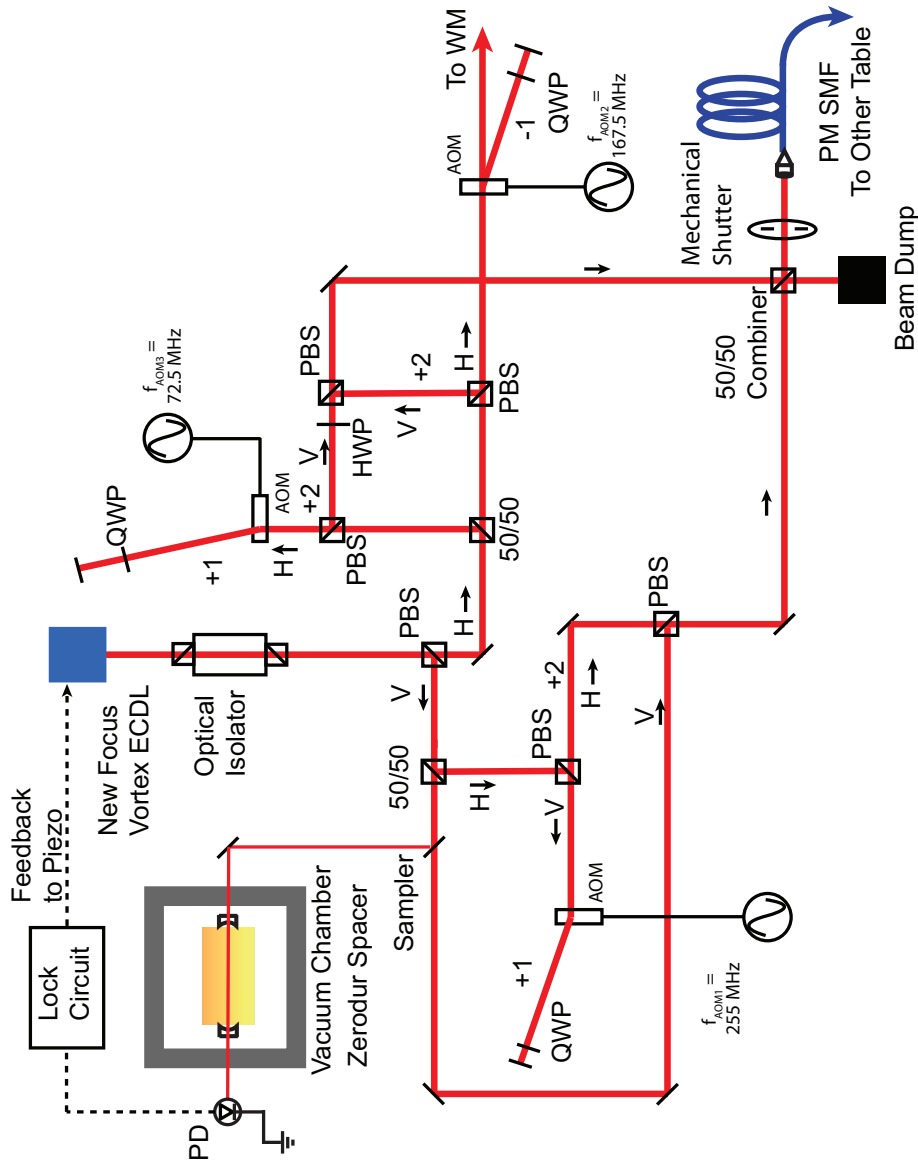 Feedback
to Piezo
Lock
Circuit
PD
Vacuum Chamber
Zerodur Spacer
New Focus
Vortex ECDL
Optical
Isolator
Sampler
50/50
V
PBS
H
H
PBS
V
+2
H
AOM
+1
QWP
f AOM1 =
255 MHz
V
PBS
QWP
+1
AOM
f AOM3 =
72.5 MHz
H
+2
PBS
V
HWP
PBS
50/50
V
+2
PBS
H
AOM
To WM
-1
QWP
f AOM2 =
167.5 MHz
50/50
Combiner
Mechanical
Shutter
Beam Dump
PM SMF
To Other Table